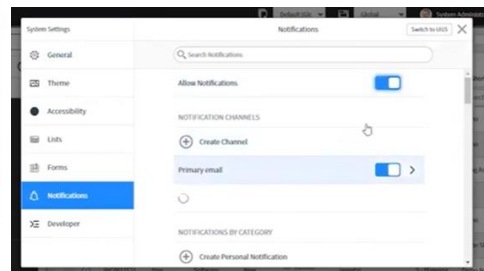 Default
Global
System Administrator
System Settings
Notifications
Switch to UI15
General
Search Notifications
Theme
Allow Notifications
Accessibility
NOTIFICATION CHANNELS
Lists
Create Channel
Forms
Primary email
Notifications
Developer
NOTIFICATIONS BY CATEGORY
Create Personal Notification